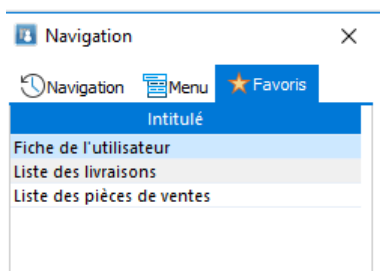 Navigation
Navigation Menu Favoris
Intitulé
Fiche de l'utilisateur
Liste des livraisons
Liste des pièces de ventes